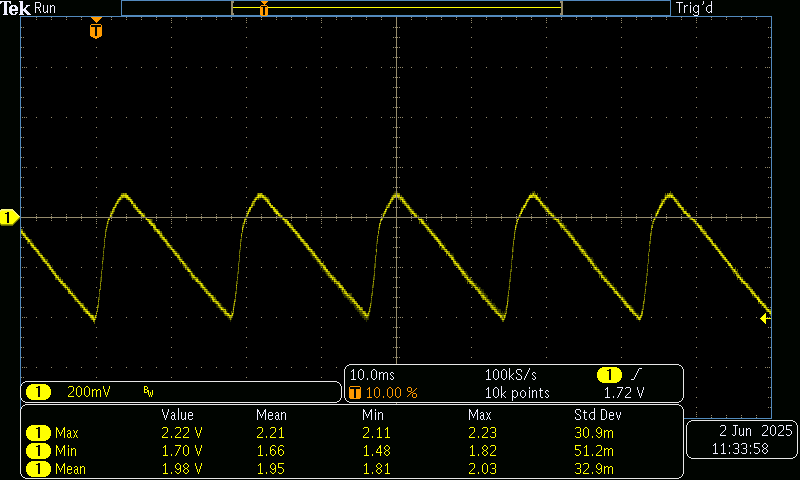 Tek Run Trig'd
T
T
1
10.0ms 100kS/s 1
1 200mV BW T 10.00 % 10k points 1.72 V
Value Mean Min Max Std Dev
1 Max 2.22 V 2.21 2.11 2.23 30.9m
1 Min 1.70 V 1.66 1.48 1.82 51.2m
1 Mean 1.98 V 1.95 1.81 2.03 32.9m
2 Jun 2025
11:33:58